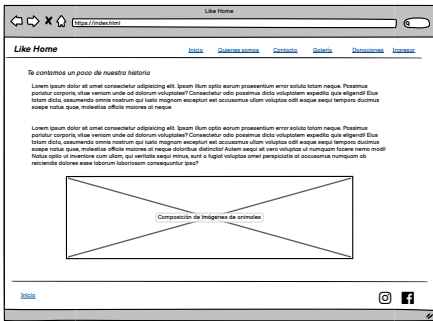 Like Home
https://index.html
Like Home
Inicio Quienes somos Contacto Galería Donaciones Ingresar
Te contamos un poco de nuestra historia
Lorem ipsum dolor sit amet consectetur adipisicing elit. Ipsam illum optio earum praesentium error soluta totam neque. Possimus
pariatur corporis, vitae veniam unde ad dolorum voluptates? Consectetur odio possimus dicta voluptatem expedita quis eligendi! Eius
totam dicta, assumenda omnis nostrum qui iusto magnam excepturi est accusamus ullam voluptas odit eaque sequi tempora ducimus
saepe natus quae, molestias officiis maiores at neque
Lorem ipsum dolor sit amet consectetur adipisicing elit. Ipsam illum optio earum praesentium error soluta totam neque. Possimus
pariatur corporis, vitae veniam unde ad dolorum voluptates? Consectetur odio possimus dicta voluptatem expedita quis eligendi! Eius
totam dicta, assumenda omnis nostrum qui iusto magnam excepturi est accusamus ullam voluptas odit eaque sequi tempora ducimus
saepe natus quae, molestias officiis maiores at neque doloribus distinctio! Autem sequi sit vero voluptas ut numquam facere nemo modi!
Natus optio ut inventore cum ullam, qui veritatis sequi minus, sunt a fugiat voluptas amet perspiciatis at accusamus numquam ab
reiciendis dolores esse laborum laboriosam consequuntur ipsa?
Composición de imágenes de animales
Inicio